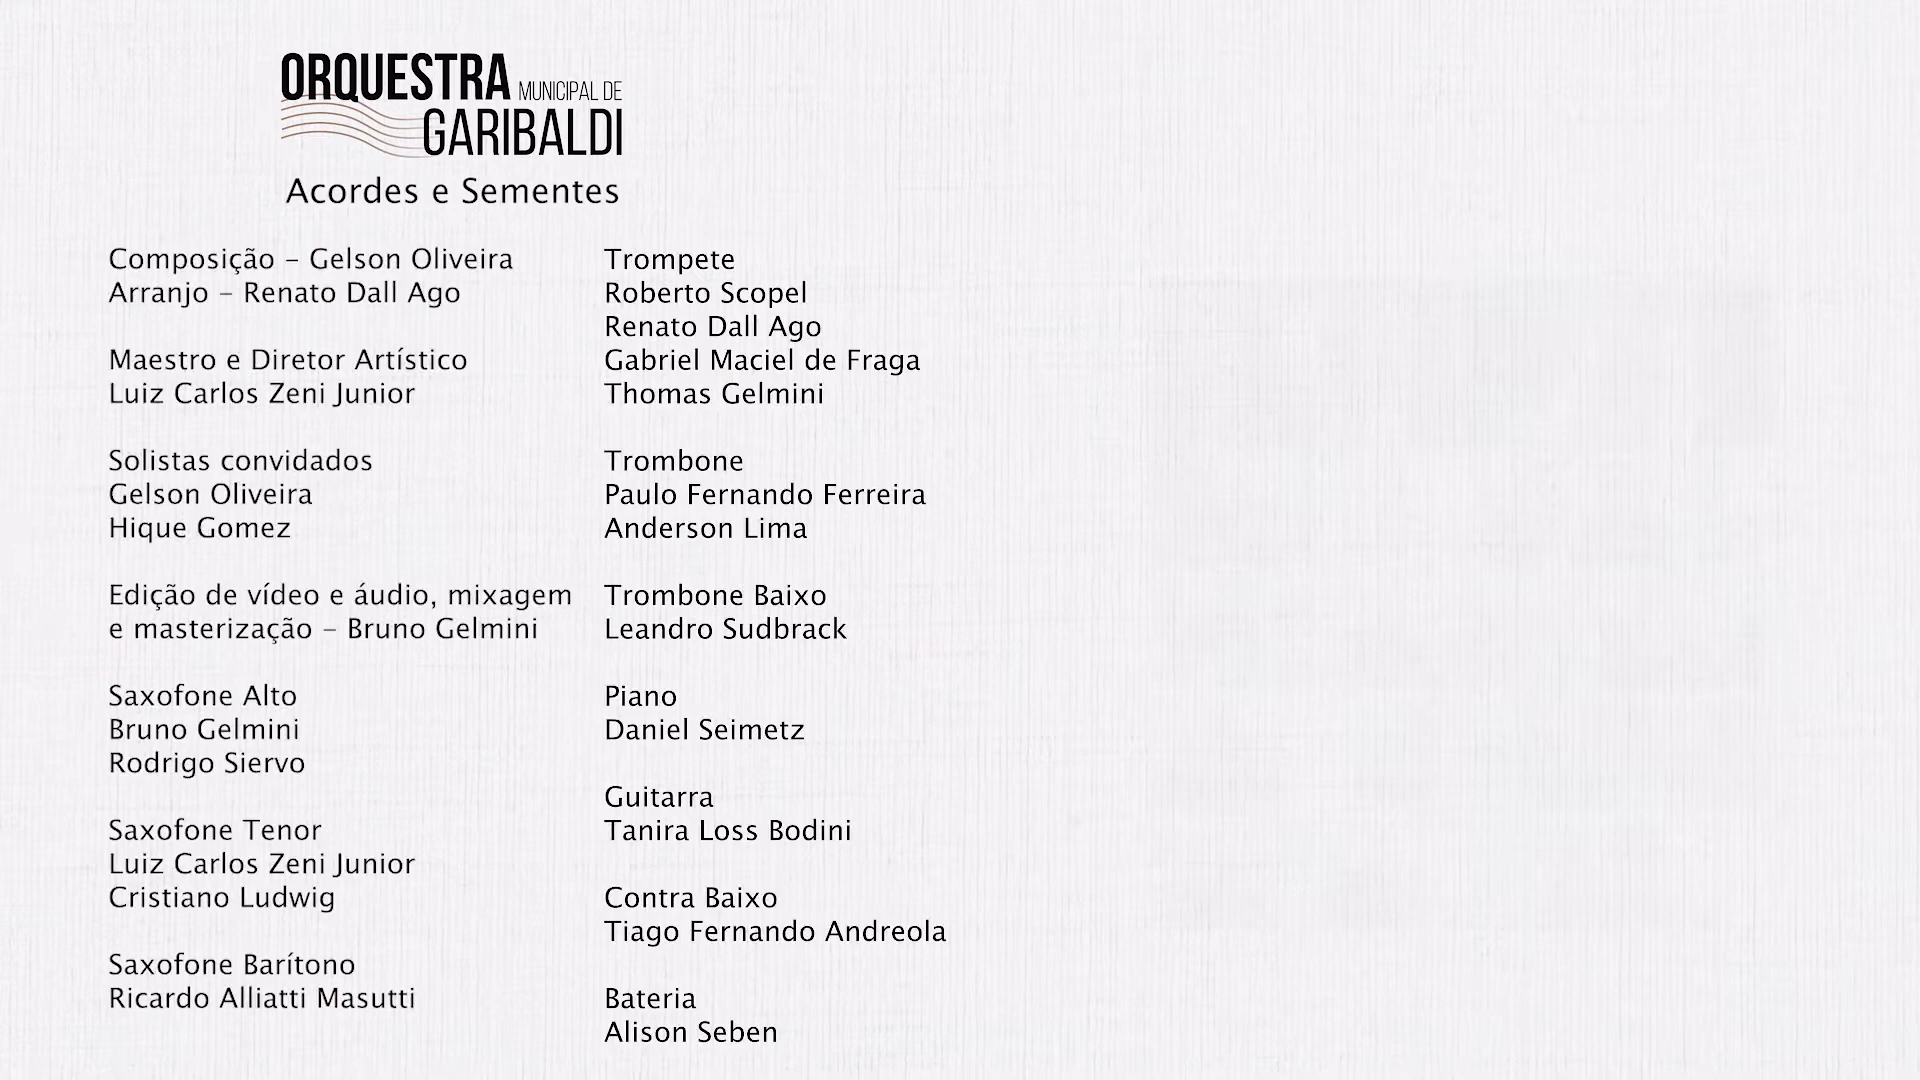 ORQUESTRA MUNICIPAL DE
GARIBALDI
Acordes e Sementes
Composição – Gelson Oliveira
Arranjo – Renato Dall Ago
Maestro e Diretor Artístico
Luiz Carlos Zeni Junior
Solistas convidados
Gelson Oliveira
Hique Gomez
Edição de vídeo e áudio, mixagem
e masterização – Bruno Gelmini
Saxofone Alto
Bruno Gelmini
Rodrigo Siervo
Saxofone Tenor
Luiz Carlos Zeni Junior
Cristiano Ludwig
Saxofone Barítono
Ricardo Alliatti Masutti
Trompete
Roberto Scopel
Renato Dall Ago
Gabriel Maciel de Fraga
Thomas Gelmini
Trombone
Paulo Fernando Ferreira
Anderson Lima
Trombone Baixo
Leandro Sudbrack
Piano
Daniel Seimetz
Guitarra
Tanira Loss Bodini
Contra Baixo
Tiago Fernando Andreola
Bateria
Alison Seben